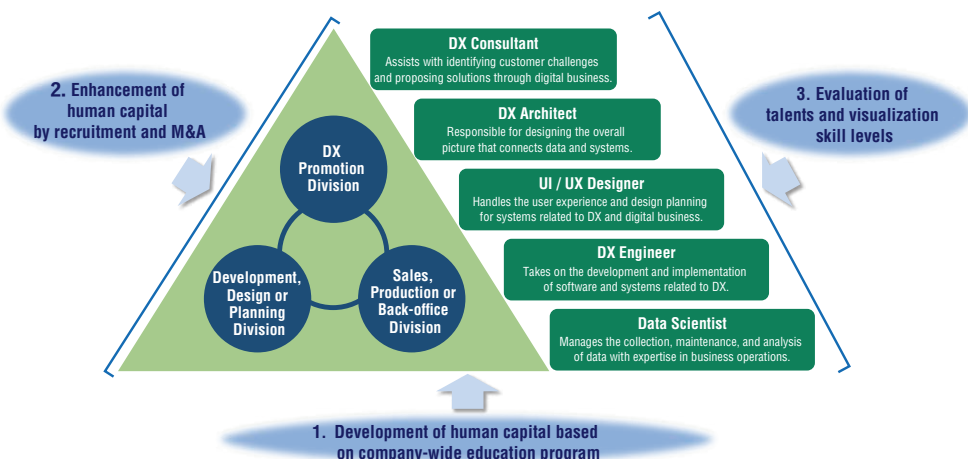 DX Consultant
Assists with identifying customer challenges
and proposing solutions through digital business.
2. Enhancement of
human capital
by recruitment and M&A
3. Evaluation of
talents and visualization
skill levels
DX Architect
Responsible for designing the overall
picture that connects data and systems.
DX
Promotion
Division
UI / UX Designer
Handles the user experience and design planning
for systems related to DX and digital business.
DX Engineer
Takes on the development and implementation
of software and systems related to DX.
Development,
Design or
Planning
Division
Sales,
Production or
Back-office
Division
Data Scientist
Manages the collection, maintenance, and analysis
of data with expertise in business operations.
1. Development of human capital based
on company-wide education program